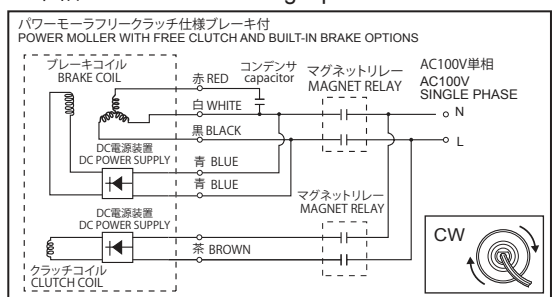 パワーモーラフリークラッチ仕様ブレーキ付
POWER MOLLER WITH FREE CLUTCH AND BUILT-IN BRAKE OPTIONS
ブレーキコイル
BRAKE COIL
赤 RED
コンデンサ
capacitor
マグネットリレー
MAGNET RELAY
AC100V単相
AC100V
SINGLE PHASE
白 WHITE
N
黒 BLACK
L
DC電源装置
DC POWER SUPPLY
青 BLUE
青 BLUE
DC電源装置
DC POWER SUPPLY
マグネットリレー
MAGNET RELAY
茶 BROWN
クラッチコイル
CLUTCH COIL
CW